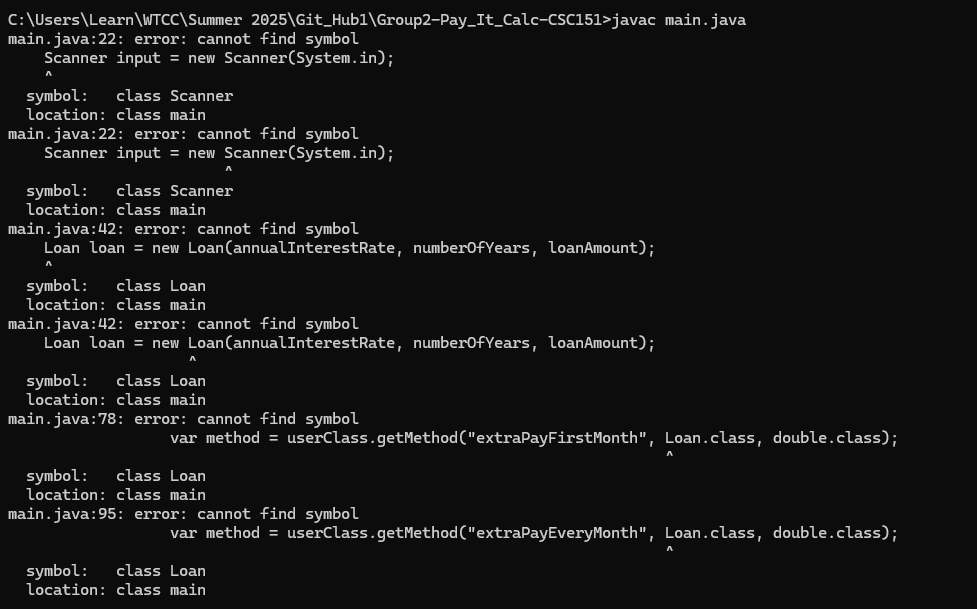 C:\Users\Learn\WTCC\Summer 2025\Git_Hub1\Group2-Pay_It_Calc-CSC151>javac main.java
main.java:22: error: cannot find symbol
    Scanner input = new Scanner(System.in);
    ^
  symbol:   class Scanner
  location: class main
main.java:22: error: cannot find symbol
    Scanner input = new Scanner(System.in);
                        ^
  symbol:   class Scanner
  location: class main
main.java:42: error: cannot find symbol
    Loan loan = new Loan(annualInterestRate, numberOfYears, loanAmount);
    ^
  symbol:   class Loan
  location: class main
main.java:42: error: cannot find symbol
    Loan loan = new Loan(annualInterestRate, numberOfYears, loanAmount);
                    ^
  symbol:   class Loan
  location: class main
main.java:78: error: cannot find symbol
                  var method = userClass.getMethod("extraPayFirstMonth", Loan.class, double.class);
                                                                         ^
  symbol:   class Loan
  location: class main
main.java:95: error: cannot find symbol
                  var method = userClass.getMethod("extraPayEveryMonth", Loan.class, double.class);
                                                                         ^
  symbol:   class Loan
  location: class main